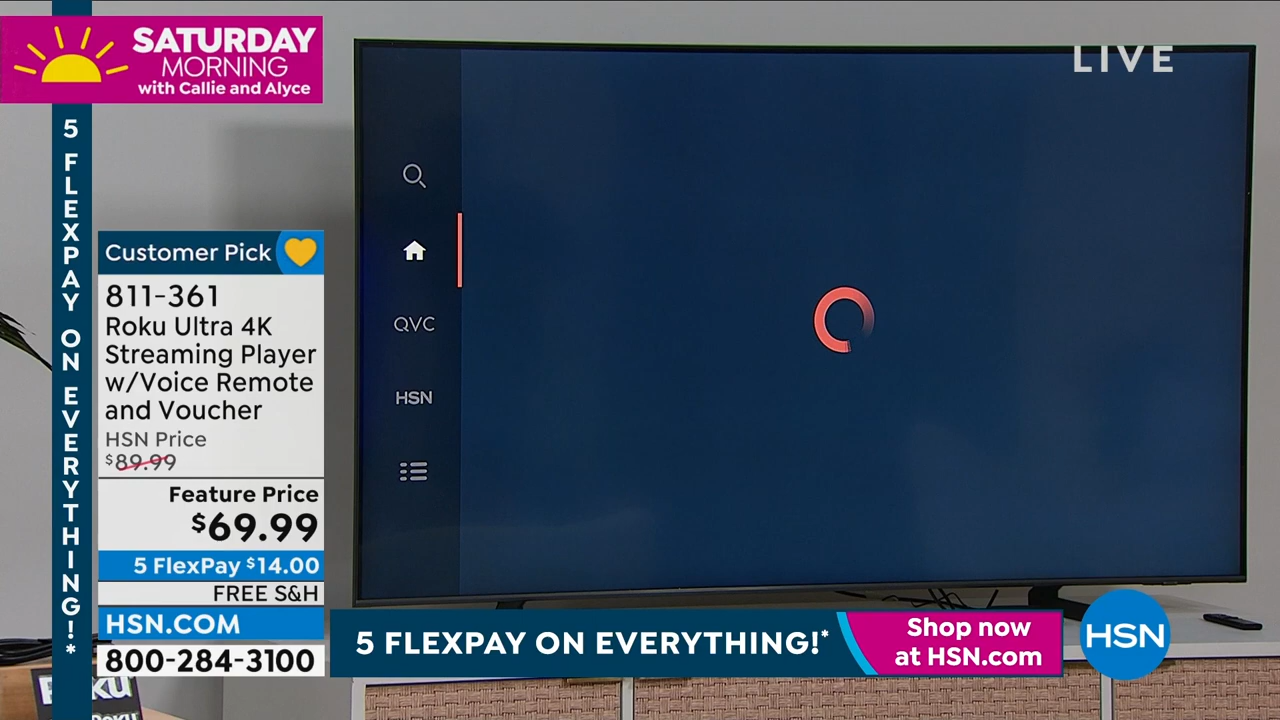 SATURDAY
MORNING
with Callie and Alyce
LIVE
5 FLEXPAY ON EVERYTHING!*
Customer Pick
811-361
Roku Ultra 4K
Streaming Player
w/Voice Remote
and Voucher
HSN Price
$89.99
Feature Price
$69.99
5 FlexPay $14.00
FREE S&H
HSN.COM
800-284-3100
QVC
HSN
5 FLEXPAY ON EVERYTHING!*
Shop now
at HSN.com
HSN
Roku
Roku